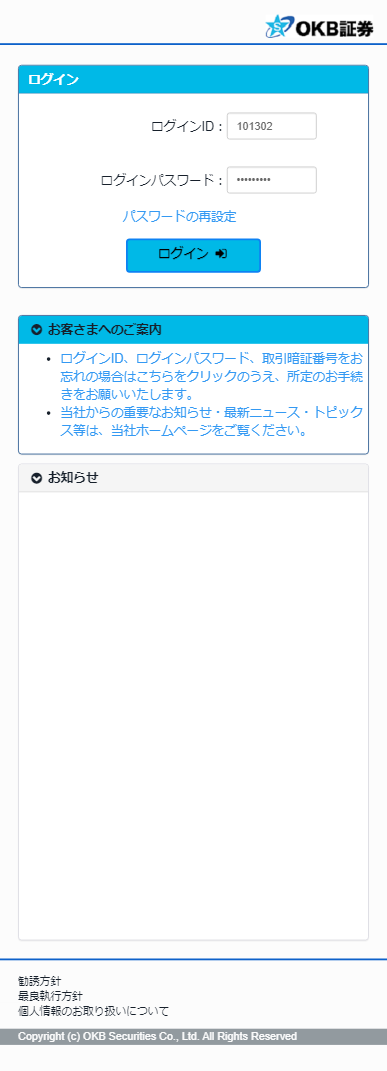 OKB証券
ログイン
ログインID：101302
ログインパスワード：•••••••••
パスワードの再設定
ログイン
お客さまへのご案内
• ログインID、ログインパスワード、取引暗証番号をお
忘れの場合はこちらをクリックのうえ、所定のお手続
きをお願いいたします。
• 当社からの重要なお知らせ・最新ニュース・トピック
ス等は、当社ホームページをご覧ください。
お知らせ
勧誘方針
最良執行方針
個人情報のお取り扱いについて
Copyright (c) OKB Securities Co., Ltd. All Rights Reserved